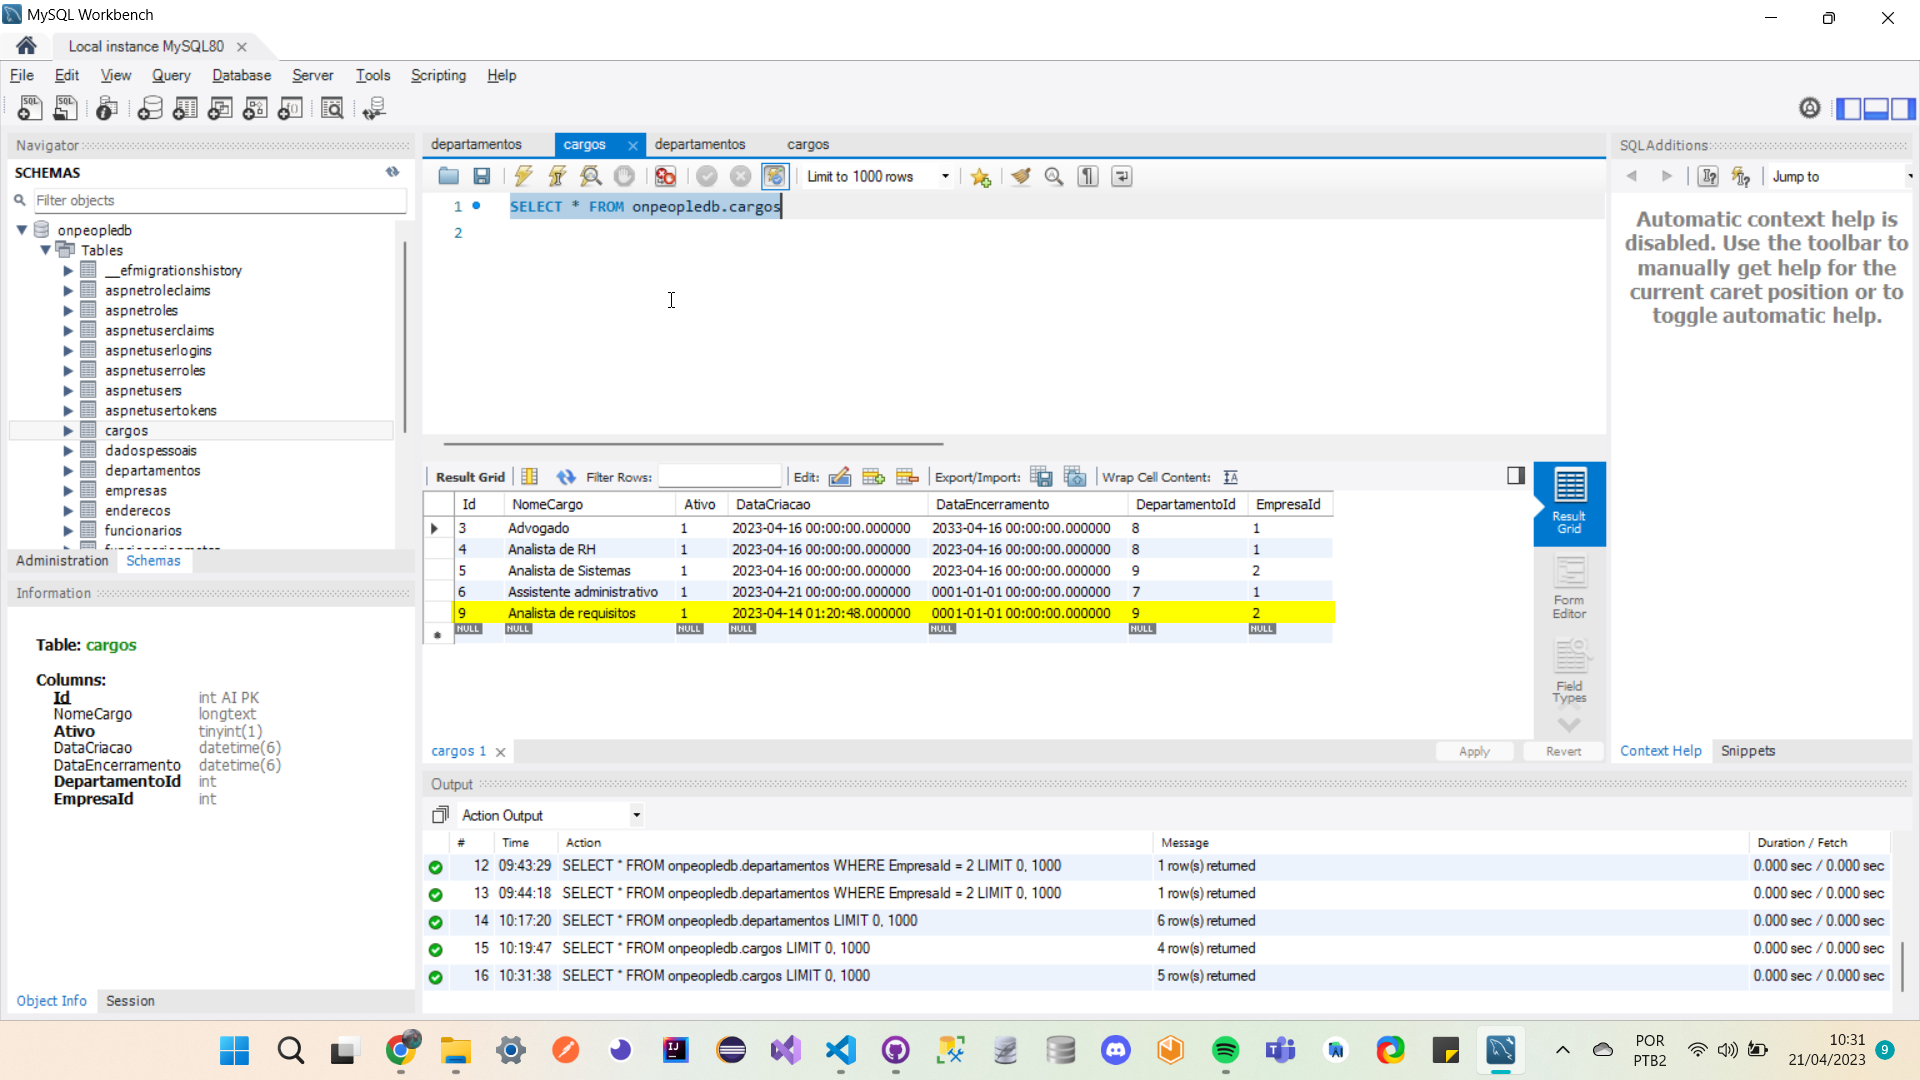 MySQL Workbench
Local instance MySQL80
File Edit View Query Database Server Tools Scripting Help
Navigator
SCHEMAS
Filter objects
onpeopledb
Tables
__efmigrationshistory
aspnetroleclaims
aspnetroles
aspnetuserclaims
aspnetuserlogins
aspnetuserroles
aspnetusers
aspnetusertokens
cargos
dadospessoais
departamentos
empresas
enderecos
funcionarios
Administration Schemas
Information
Table: cargos
Columns:
Id int AI PK
NomeCargo longtext
Ativo tinyint(1)
DataCriacao datetime(6)
DataEncerramento datetime(6)
DepartamentoId int
EmpresaId int
Object Info Session
departamentos cargos departamentos cargos
Limit to 1000 rows
1 SELECT * FROM onpeopledb.cargos
2
Result Grid Filter Rows: Edit: Export/Import: Wrap Cell Content:
Id NomeCargo Ativo DataCriacao DataEncerramento DepartamentoId EmpresaId
3 Advogado 1 2023-04-16 00:00:00.000000 2033-04-16 00:00:00.000000 8 1
4 Analista de RH 1 2023-04-16 00:00:00.000000 2023-04-16 00:00:00.000000 8 1
5 Analista de Sistemas 1 2023-04-16 00:00:00.000000 2023-04-16 00:00:00.000000 9 2
6 Assistente administrativo 1 2023-04-21 00:00:00.000000 0001-01-01 00:00:00.000000 7 1
9 Analista de requisitos 1 2023-04-14 01:20:48.000000 0001-01-01 00:00:00.000000 9 2
NULL NULL NULL NULL NULL NULL NULL
Result Grid
Form Editor
Field Types
cargos 1
Apply Revert
SQLAdditions
Jump to
Automatic context help is
disabled. Use the toolbar to
manually get help for the
current caret position or to
toggle automatic help.
Context Help Snippets
Output
Action Output
# Time Action Message Duration / Fetch
12 09:43:29 SELECT * FROM onpeopledb.departamentos WHERE EmpresaId = 2 LIMIT 0, 1000 1 row(s) returned 0.000 sec / 0.000 sec
13 09:44:18 SELECT * FROM onpeopledb.departamentos WHERE EmpresaId = 2 LIMIT 0, 1000 1 row(s) returned 0.000 sec / 0.000 sec
14 10:17:20 SELECT * FROM onpeopledb.departamentos LIMIT 0, 1000 6 row(s) returned 0.000 sec / 0.000 sec
15 10:19:47 SELECT * FROM onpeopledb.cargos LIMIT 0, 1000 4 row(s) returned 0.000 sec / 0.000 sec
16 10:31:38 SELECT * FROM onpeopledb.cargos LIMIT 0, 1000 5 row(s) returned 0.000 sec / 0.000 sec
POR
PTB2
10:31
21/04/2023
9